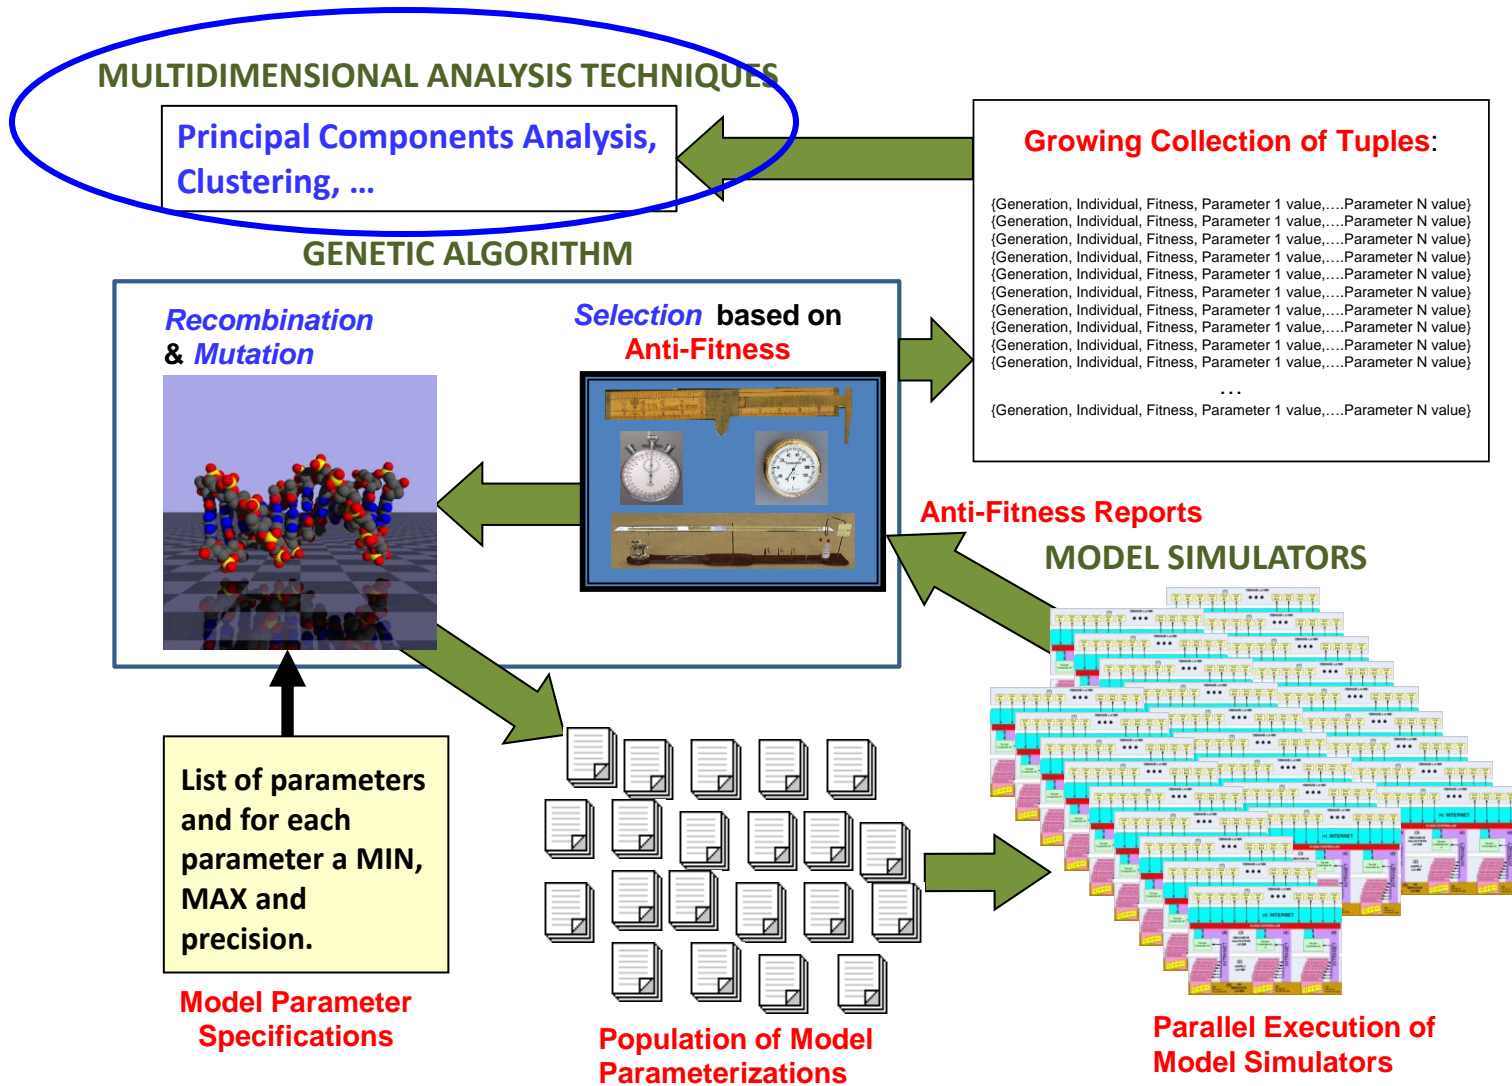 MULTIDIMENSIONAL ANALYSIS TECHNIQUES
Principal Components Analysis,
Clustering, ...
Growing Collection of Tuples:
{Generation, Individual, Fitness, Parameter 1 value,....Parameter N value}
{Generation, Individual, Fitness, Parameter 1 value,....Parameter N value}
{Generation, Individual, Fitness, Parameter 1 value,....Parameter N value}
{Generation, Individual, Fitness, Parameter 1 value,....Parameter N value}
{Generation, Individual, Fitness, Parameter 1 value,....Parameter N value}
{Generation, Individual, Fitness, Parameter 1 value,....Parameter N value}
{Generation, Individual, Fitness, Parameter 1 value,....Parameter N value}
{Generation, Individual, Fitness, Parameter 1 value,....Parameter N value}
{Generation, Individual, Fitness, Parameter 1 value,....Parameter N value}
{Generation, Individual, Fitness, Parameter 1 value,....Parameter N value}
...
{Generation, Individual, Fitness, Parameter 1 value,....Parameter N value}
GENETIC ALGORITHM
Recombination
& Mutation
Selection based on
Anti-Fitness
Anti-Fitness Reports
MODEL SIMULATORS
List of parameters
and for each
parameter a MIN,
MAX and
precision.
Model Parameter
Specifications
Population of Model
Parameterizations
INTERNET
INTERNET
INTERNET
Parallel Execution of
Model Simulators